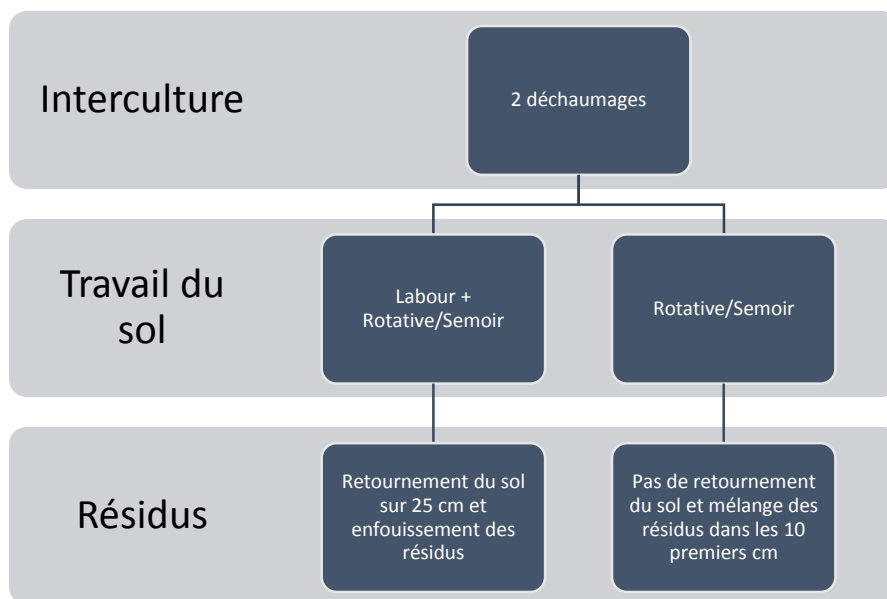 Interculture
2 déchaumages
Travail du
sol
Labour +
Rotative/Semoir
Rotative/Semoir
Résidus
Retournement du sol
sur 25 cm et
enfouissement des
résidus
Pas de retournement
du sol et mélange des
résidus dans les 10
premiers cm